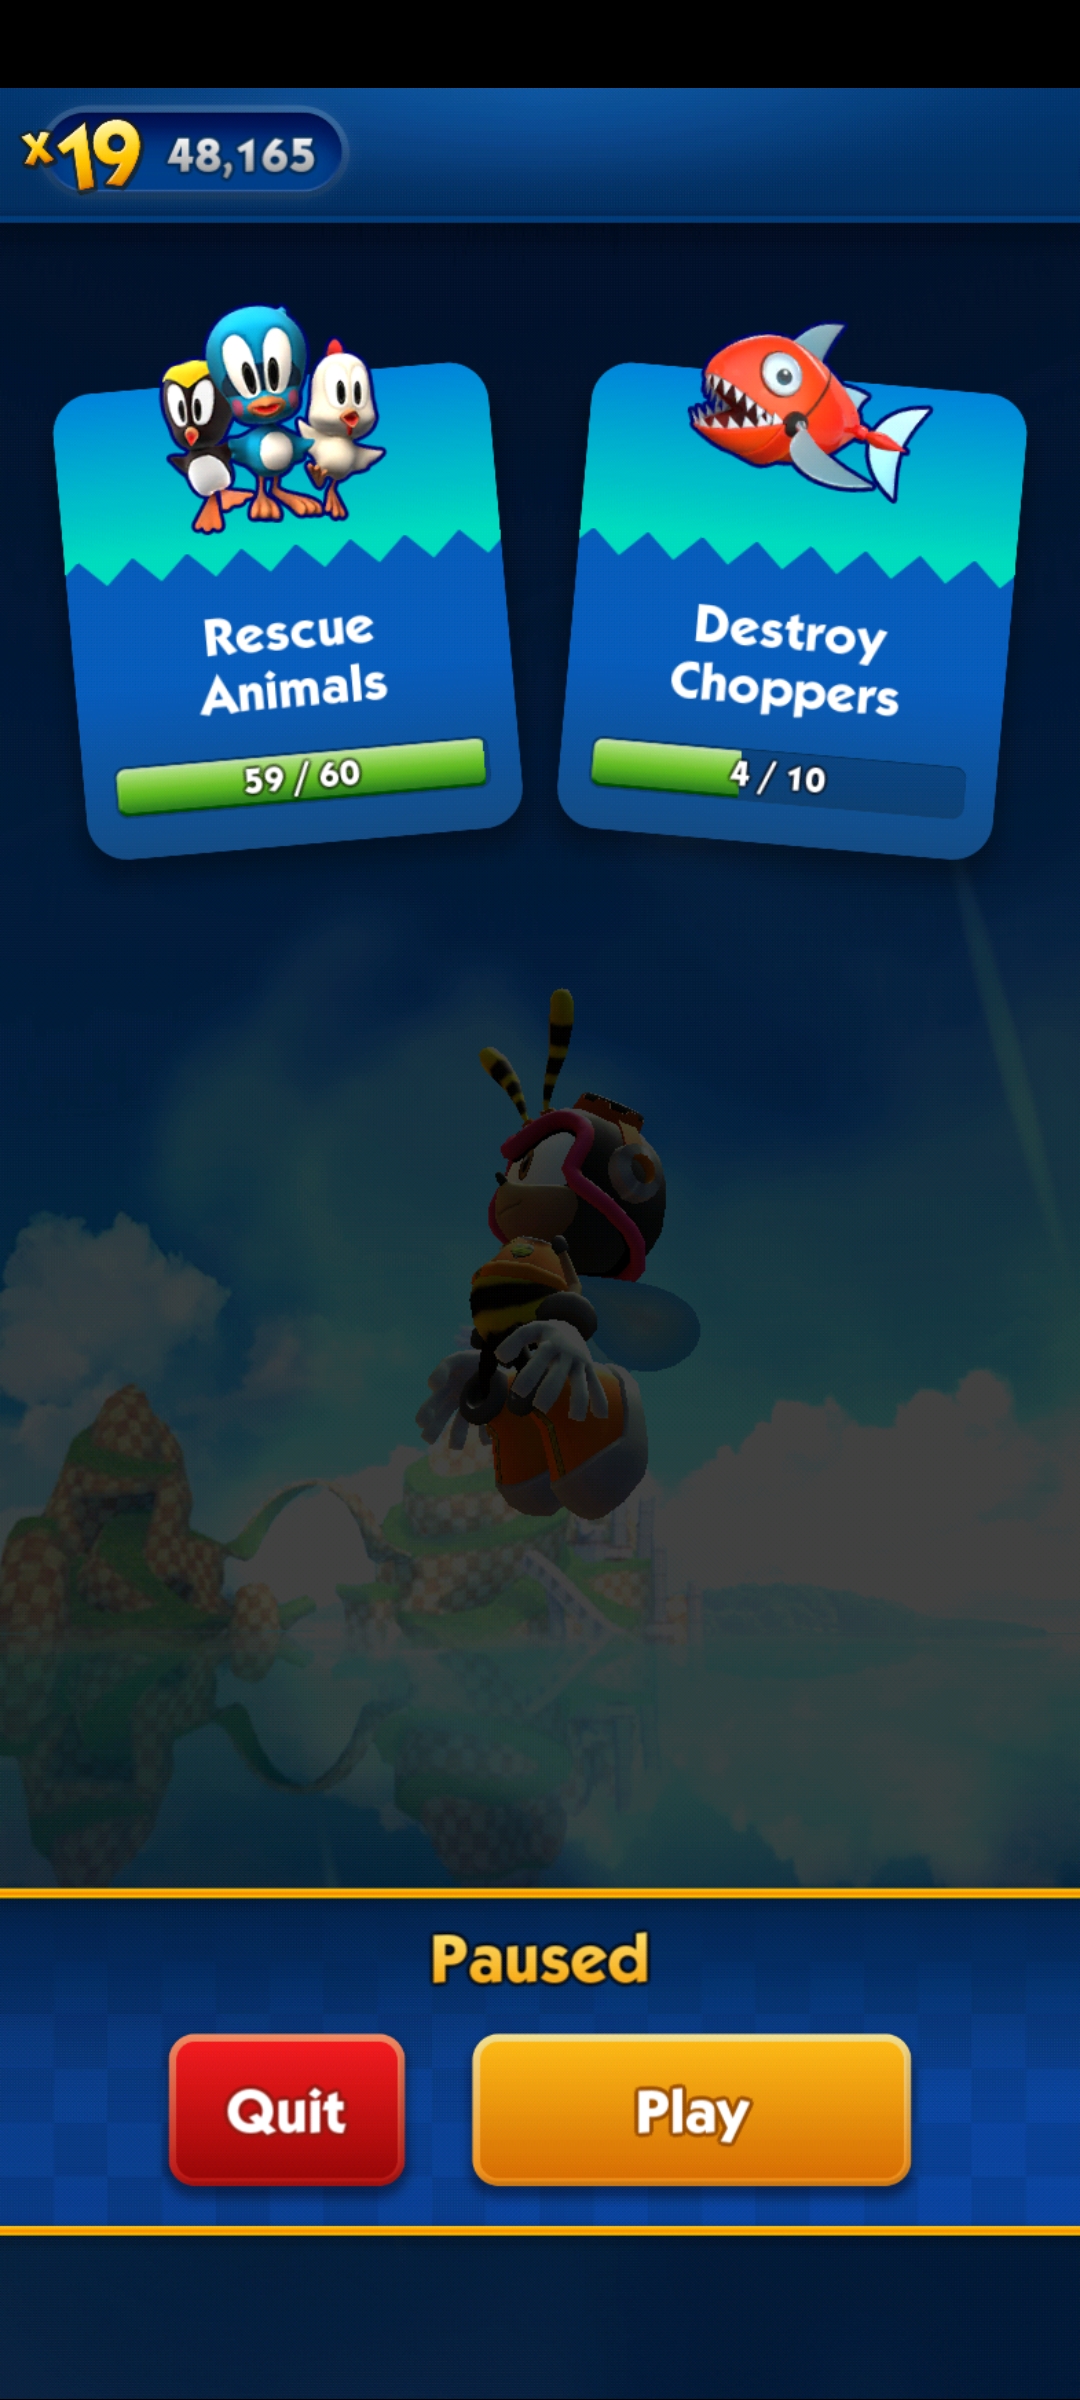 x19 48,165
Rescue
Animals
59 / 60
Destroy
Choppers
4 / 10
Paused
Quit
Play